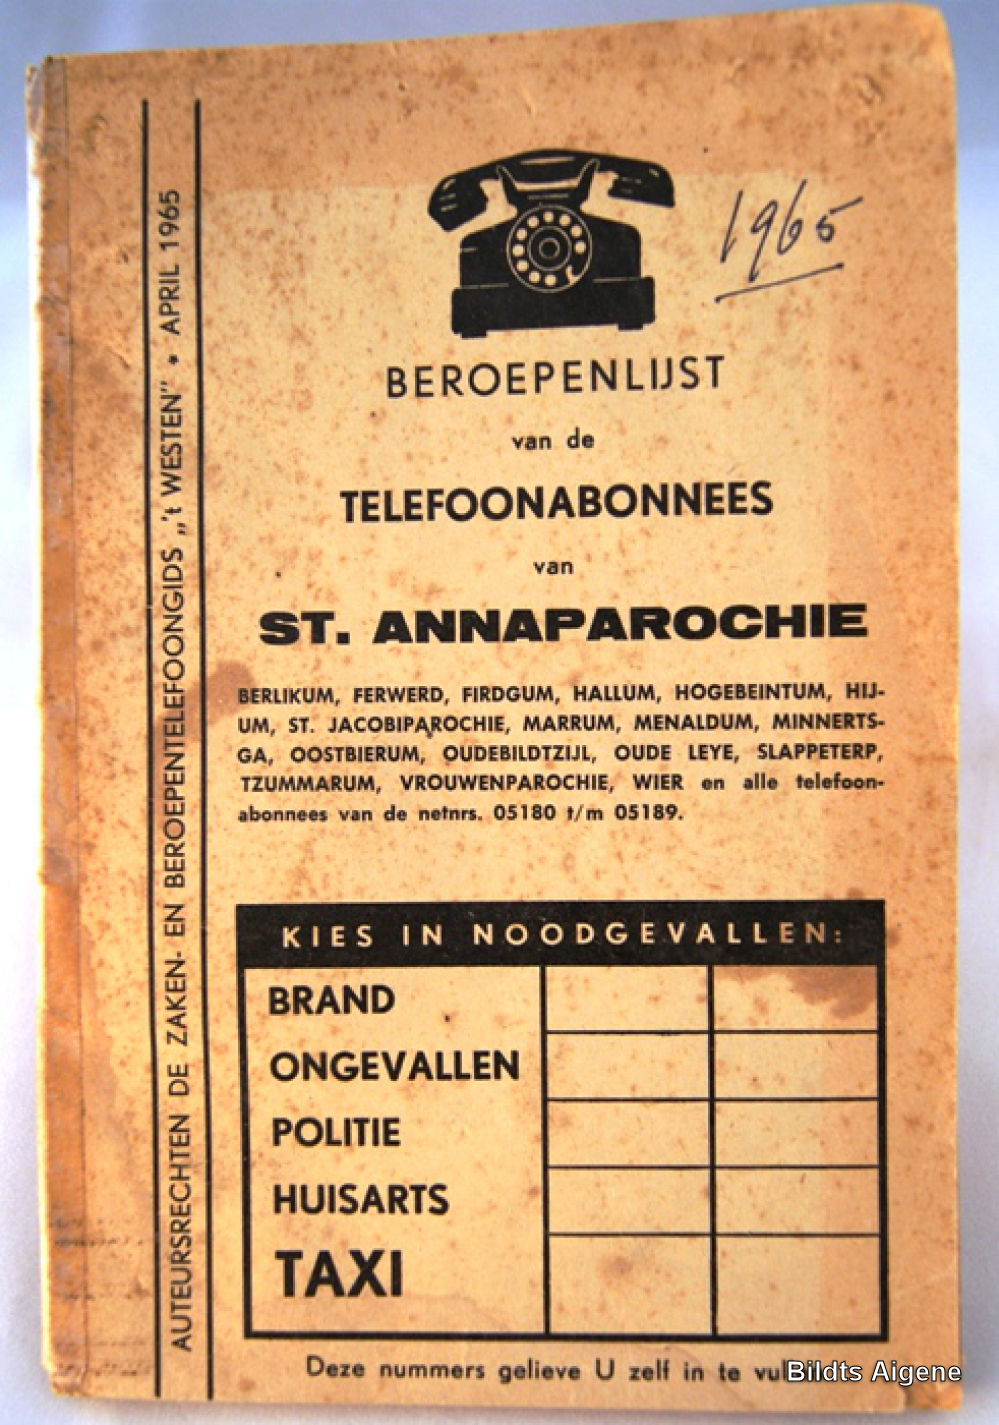 1965
BEROEPENLIJST
van de
TELEFOONABONNEES
van
ST. ANNAPAROCHIE
BERLIKUM, FERWERD, FIRDGUM, HALLUM, HOGEBEINTUM, HIJ-
UM, ST. JACOBIPAROCHIE, MARRUM, MENALDUM, MINNERTS-
GA, OOSTBIERUM, OUDEBILDTZIJL, OUDE LEYE, SLAPPETERP,
TZUMMARUM, VROUWENPAROCHIE, WIER en alle telefoon-
abonnees van de netnrs. 05180 t/m 05189.
KIES IN NOODGEVALLEN:
BRAND
ONGEVALLEN
POLITIE
HUISARTS
TAXI
Deze nummers gelieve U zelf in te
AUTEURSRECHTEN DE ZAKEN- EN BEROEPENTELEFOONGIDS „'t WESTEN" • APRIL 1965
Bildts Aigene